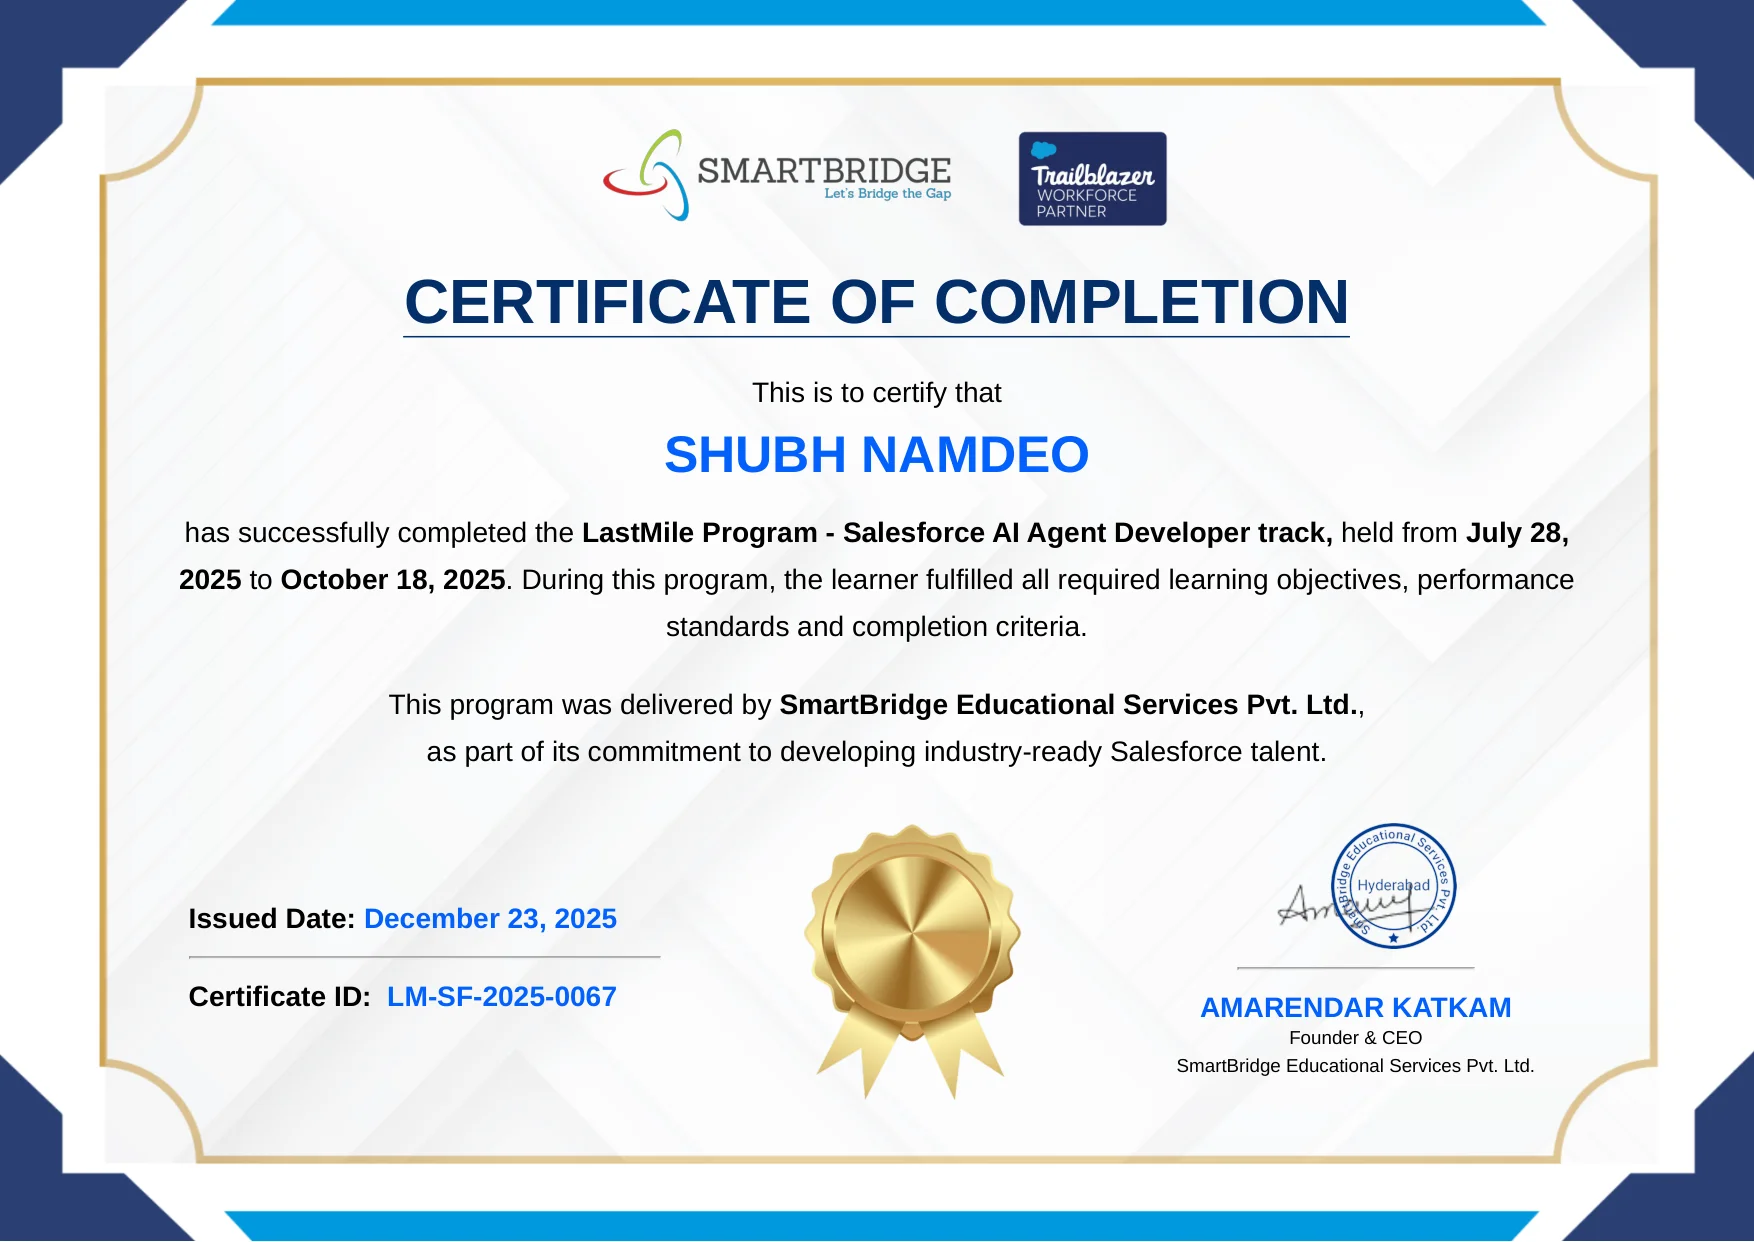 SMARTBRIDGE
Let's Bridge the Gap
Trailblazer
WORKFORCE
PARTNER
CERTIFICATE OF COMPLETION
This is to certify that
SHUBH NAMDEO
has successfully completed the LastMile Program - Salesforce AI Agent Developer track, held from July 28,
2025 to October 18, 2025. During this program, the learner fulfilled all required learning objectives, performance
standards and completion criteria.
This program was delivered by SmartBridge Educational Services Pvt. Ltd.,
as part of its commitment to developing industry-ready Salesforce talent.
Issued Date: December 23, 2025
Certificate ID: LM-SF-2025-0067
SmartBridge Educational Services Pvt. Ltd.
Hyderabad
AMARENDAR KATKAM
Founder & CEO
SmartBridge Educational Services Pvt. Ltd.